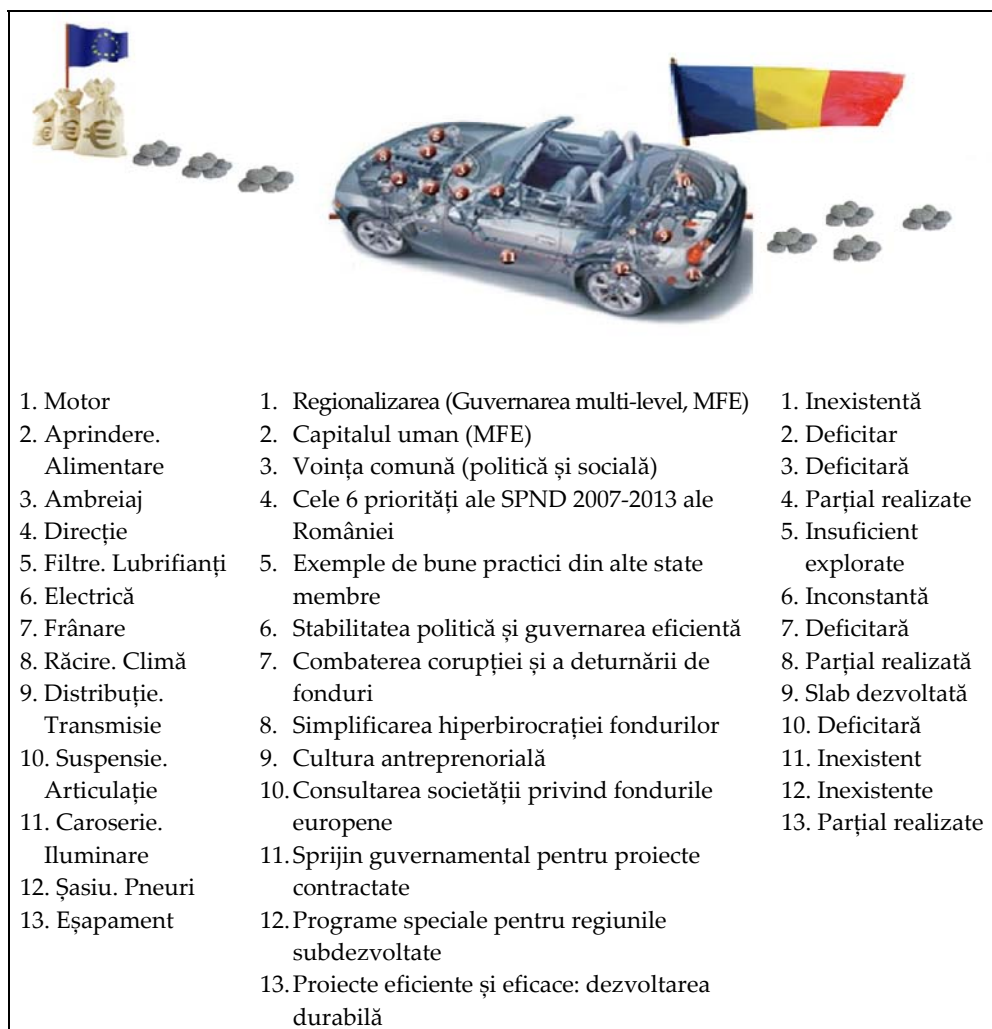 1. Motor
2. Aprindere.
Alimentare
3. Ambreiaj
4. Direcție
5. Filtre. Lubrifianți
6. Electrică
7. Frânare
8. Răcire. Climă
9. Distribuție.
Transmisie
10. Suspensie.
Articulație
11. Caroserie.
Iluminare
12. Șasiu. Pneuri
13. Eșapament
1. Regionalizarea (Guvernarea multi-level, MFE)
2. Capitalul uman (MFE)
3. Voința comună (politică și socială)
4. Cele 6 priorități ale SPND 2007-2013 ale
României
5. Exemple de bune practici din alte state
membre
6. Stabilitatea politică și guvernarea eficientă
7. Combaterea corupției și a deturnării de
fonduri
8. Simplificarea hiperbirocrației fondurilor
9. Cultura antreprenorială
10. Consultarea societății privind fondurile
europene
11. Sprijin guvernamental pentru proiecte
contractate
12. Programe speciale pentru regiunile
subdezvoltate
13. Proiecte eficiente și eficace: dezvoltarea
durabilă
1. Inexistentă
2. Deficitar
3. Deficitară
4. Parțial realizate
5. Insuficient
explorate
6. Inconstantă
7. Deficitară
8. Parțial realizată
9. Slab dezvoltată
10. Deficitară
11. Inexistent
12. Inexistente
13. Parțial realizate